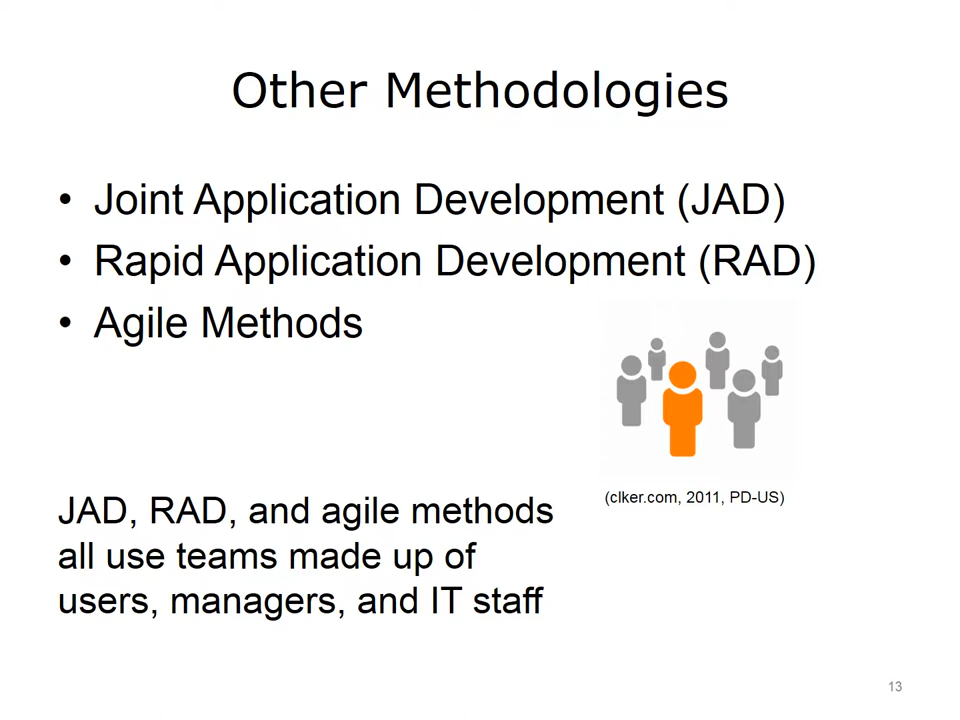 Other Methodologies
• Joint Application Development (JAD)
• Rapid Application Development (RAD)
• Agile Methods
(clker.com, 2011, PD-US)
JAD, RAD, and agile methods
all use teams made up of
users, managers, and IT staff
13